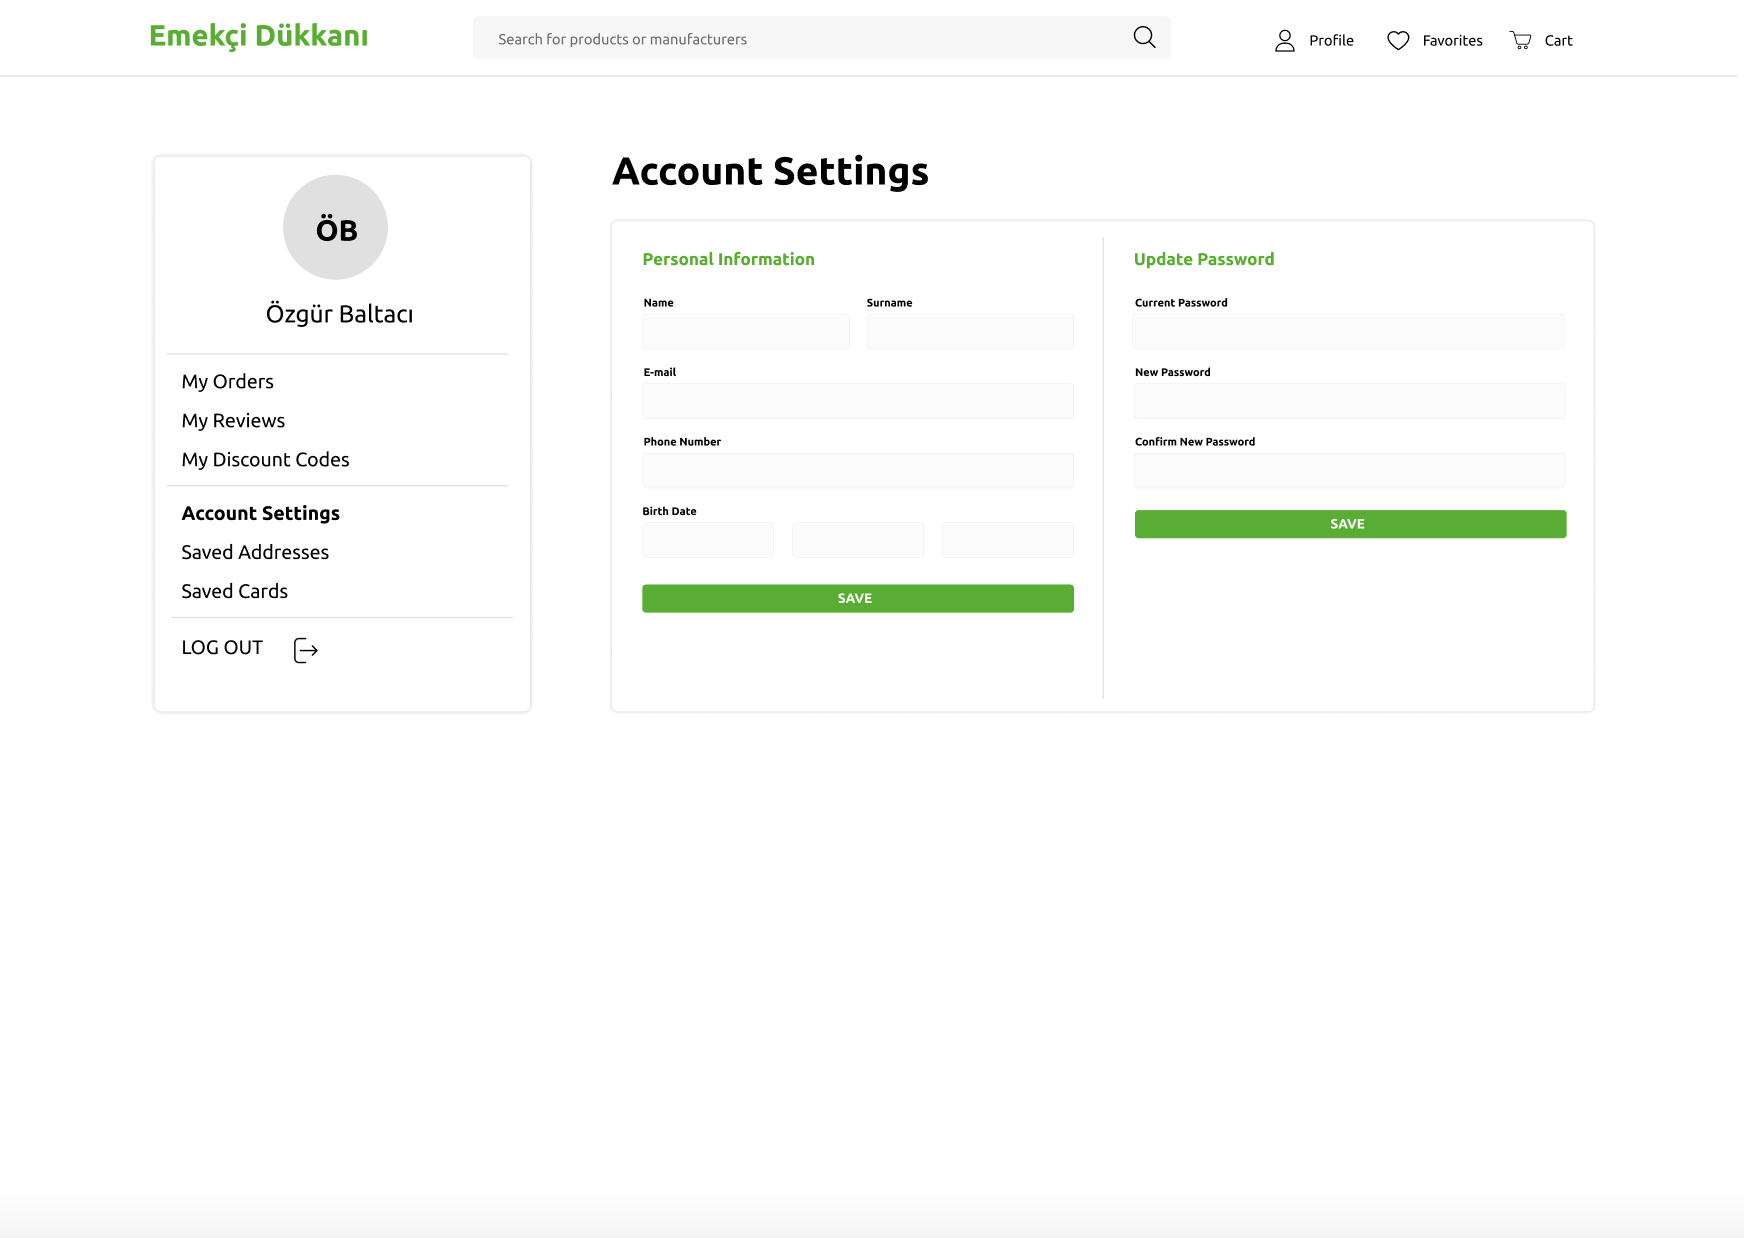 Emekçi Dükkanı
Search for products or manufacturers
Profile
Favorites
Cart
ÖB
Özgür Baltacı
My Orders
My Reviews
My Discount Codes
Account Settings
Saved Addresses
Saved Cards
LOG OUT
Account Settings
Personal Information
Name
Surname
E-mail
Phone Number
Birth Date
SAVE
Update Password
Current Password
New Password
Confirm New Password
SAVE